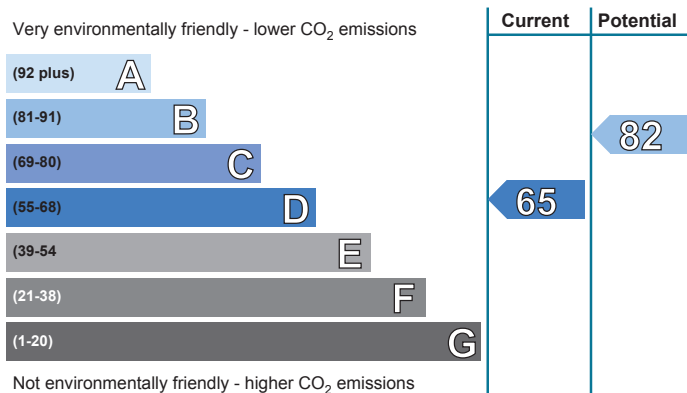 Very environmentally friendly - lower CO2 emissions
Current
Potential
(92 plus) A
(81-91) B
(69-80) C
(55-68) D
(39-54 E
(21-38) F
(1-20) G
82
65
Not environmentally friendly - higher CO2 emissions